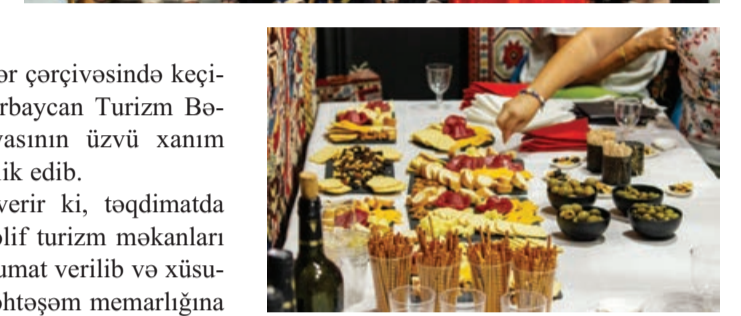 ər çərçivəsində keçi-
rbaycan Turizm Bə-
yasının üzvü xanım
ik edib.
verir ki, təqdimatda
lif turizm məkanları
umat verilib və xüsu-
htəşəm memarlığına